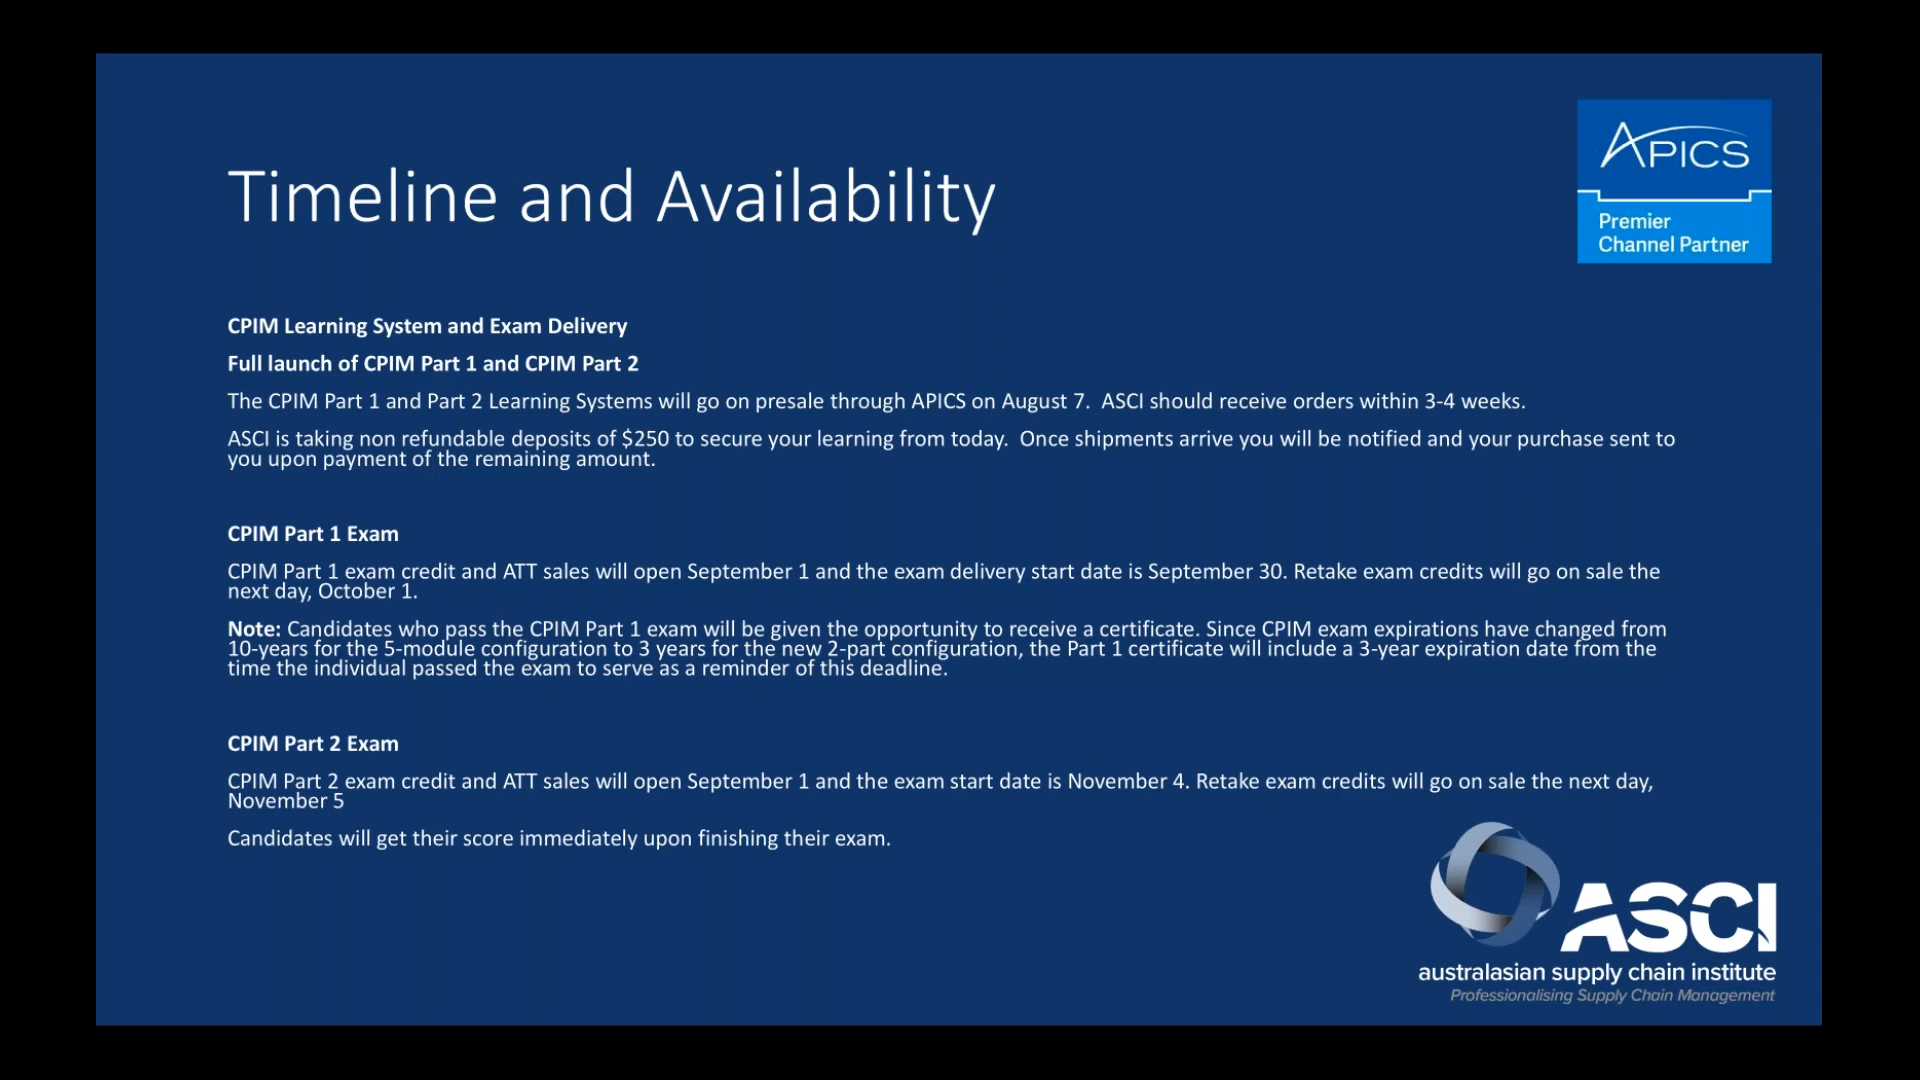 APICS
Premier
Channel Partner
Timeline and Availability
CPIM Learning System and Exam Delivery
Full launch of CPIM Part 1 and CPIM Part 2
The CPIM Part 1 and Part 2 Learning Systems will go on presale through APICS on August 7.  ASCI should receive orders within 3-4 weeks.
ASCI is taking non refundable deposits of $250 to secure your learning from today.  Once shipments arrive you will be notified and your purchase sent to
you upon payment of the remaining amount.
CPIM Part 1 Exam
CPIM Part 1 exam credit and ATT sales will open September 1 and the exam delivery start date is September 30. Retake exam credits will go on sale the
next day, October 1.
Note: Candidates who pass the CPIM Part 1 exam will be given the opportunity to receive a certificate. Since CPIM exam expirations have changed from
10-years for the 5-module configuration to 3 years for the new 2-part configuration, the Part 1 certificate will include a 3-year expiration date from the
time the individual passed the exam to serve as a reminder of this deadline.
CPIM Part 2 Exam
CPIM Part 2 exam credit and ATT sales will open September 1 and the exam start date is November 4. Retake exam credits will go on sale the next day,
November 5
Candidates will get their score immediately upon finishing their exam.
ASCI
australasian supply chain institute
Professionalising Supply Chain Management